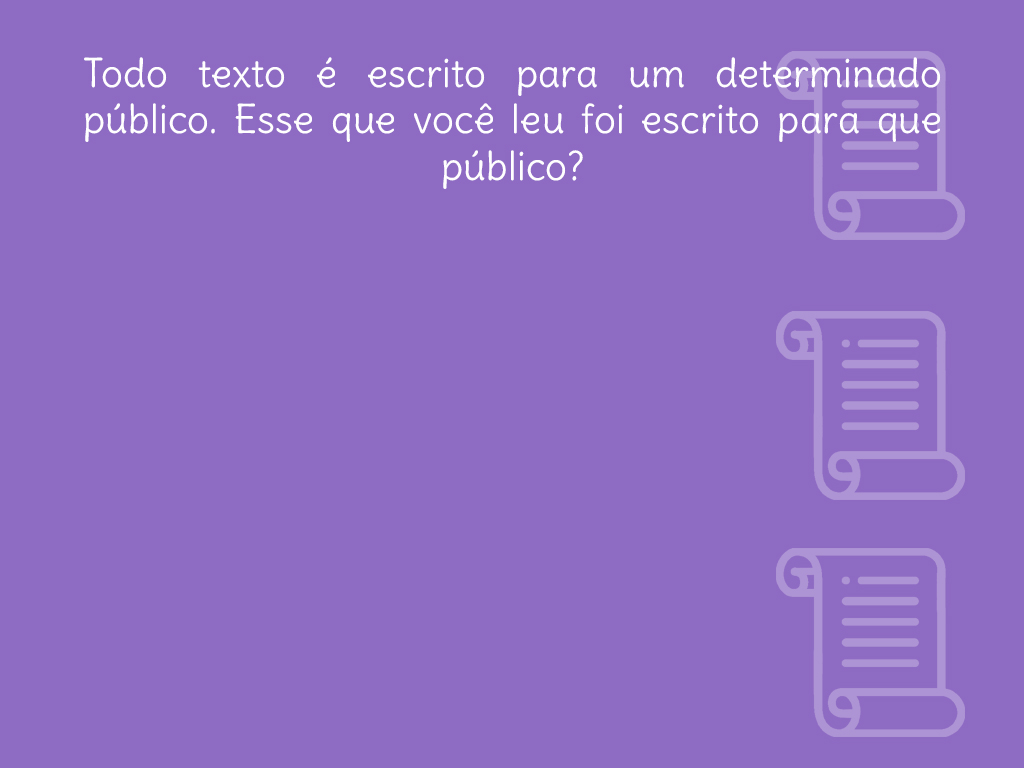 Todo texto é escrito para um determinado
público. Esse que você leu foi escrito para que
público?